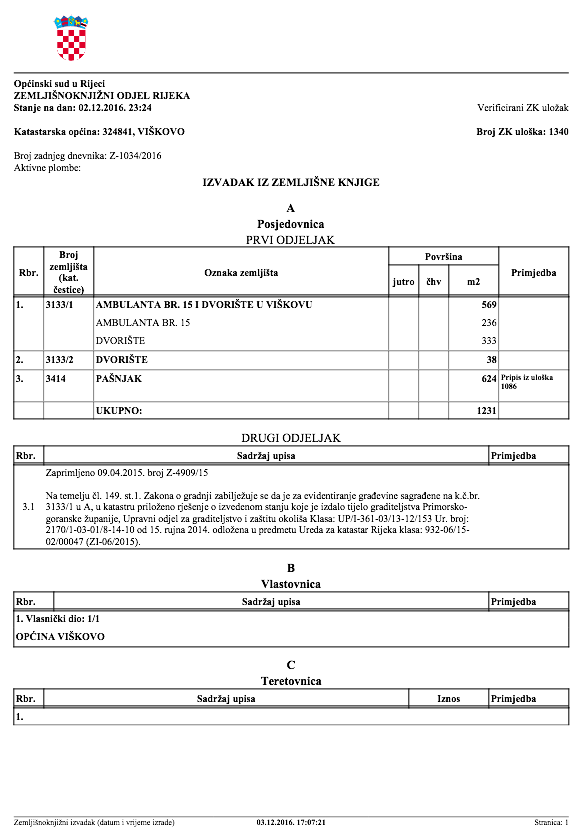 Općinski sud u Rijeci
ZEMLJIŠNOKNJIŽNI ODJEL RIJEKA
Stanje na dan: 02.12.2016. 23:24
Verificirani ZK uložak
Katastarska općina: 324841, VIŠKOVO
Broj ZK uloška: 1340
Broj zadnjeg dnevnika: Z-1034/2016
Aktivne plombe:
IZVADAK IZ ZEMLJIŠNE KNJIGE
A
Posjedovnica
PRVI ODJELJAK
Rbr.
Broj
zemljišta
(kat.
čestice)
Oznaka zemljišta
Površina
jutro
čhv
m2
Primjedba
1. 3133/1 AMBULANTA BR. 15 I DVORIŠTE U VIŠKOVU 569
AMBULANTA BR. 15 236
DVORIŠTE 333
2. 3133/2 DVORIŠTE 38
3. 3414 PAŠNJAK 624 Pripis iz uloška
1086
UKUPNO: 1231
DRUGI ODJELJAK
Rbr. Sadržaj upisa Primjedba
Zaprimljeno 09.04.2015. broj Z-4909/15
3.1
Na temelju čl. 149. st.1. Zakona o gradnji zabilježuje se da je za evidentiranje građevine sagrađene na k.č.br.
3133/1 u A, u katastru priloženo rješenje o izvedenom stanju koje je izdalo tijelo graditeljstva Primorsko-
goranske županije, Upravni odjel za graditeljstvo i zaštitu okoliša Klasa: UP/I-361-03/13-12/153 Ur. broj:
2170/1-03-01/8-14-10 od 15. rujna 2014. odložena u predmetu Ureda za katastar Rijeka klasa: 932-06/15-
02/00047 (ZI-06/2015).
B
Vlastovnica
Rbr. Sadržaj upisa Primjedba
1. Vlasnički dio: 1/1
OPĆINA VIŠKOVO
C
Teretovnica
Rbr. Sadržaj upisa Iznos Primjedba
1.
Zemljišnoknjižni izvadak (datum i vrijeme izrade) 03.12.2016. 17:07:21 Stranica: 1